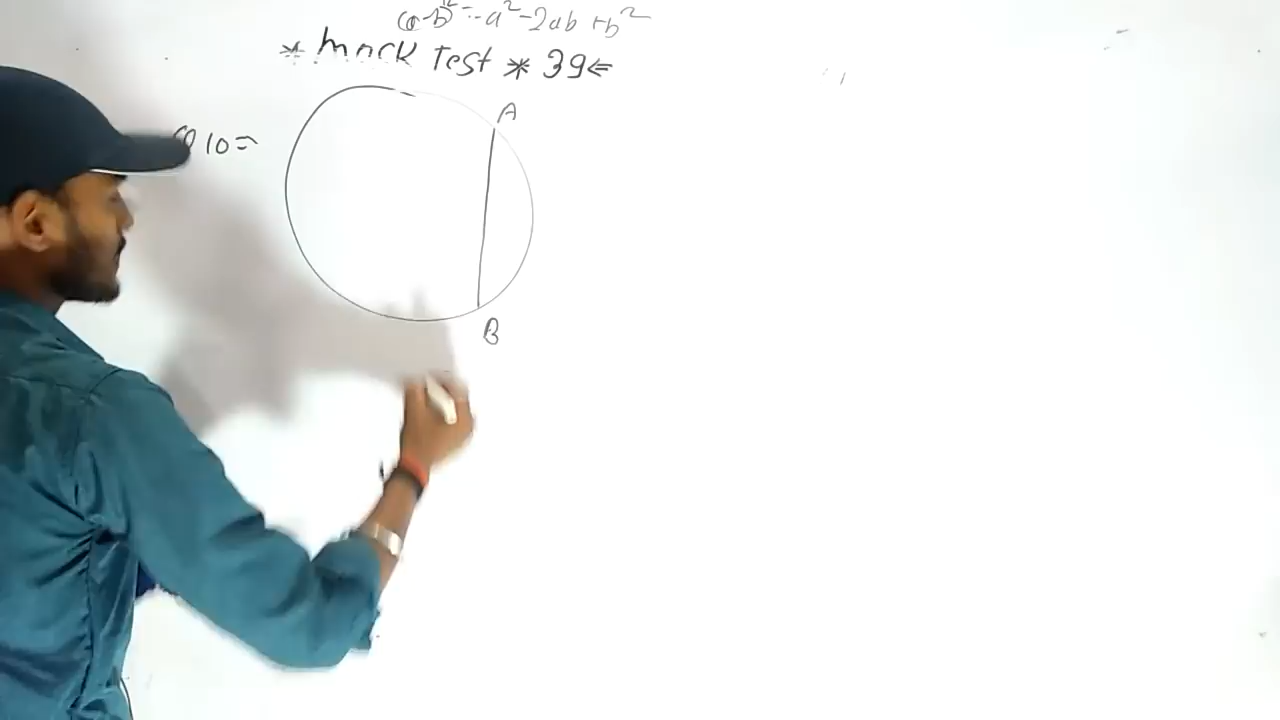 (a-b)²=a²-2ab+b²
* mock Test * 39⇐
Q10=
A
B